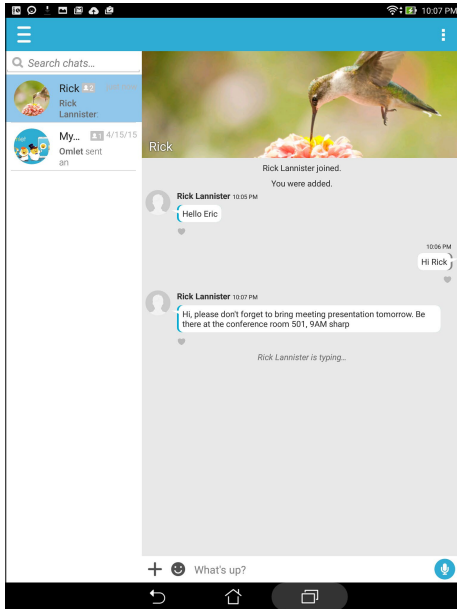 10:07 PM
Search chats...
Rick 2
Rick
Lannister
My... 1 4/15/15
Omlet sent
an
Rick
Rick Lannister joined.
You were added.
Rick Lannister 10:05 PM
Hello Eric
10:06 PM
Hi Rick
Rick Lannister 10:07 PM
Hi, please don't forget to bring meeting presentation tomorrow. Be
there at the conference room 501, 9AM sharp
Rick Lannister is typing...
What's up?